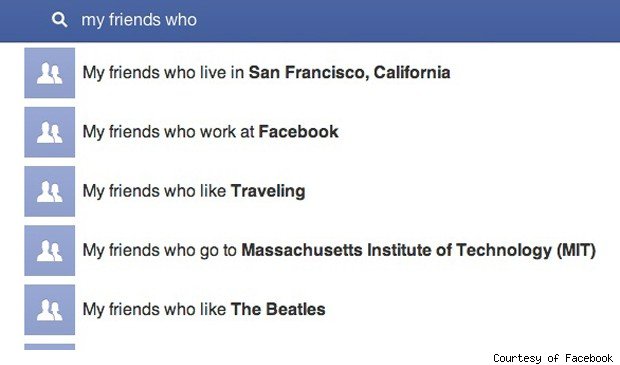 my friends who
My friends who live in San Francisco, California
My friends who work at Facebook
My friends who like Traveling
My friends who go to Massachusetts Institute of Technology (MIT)
My friends who like The Beatles
Courtesy of Facebook